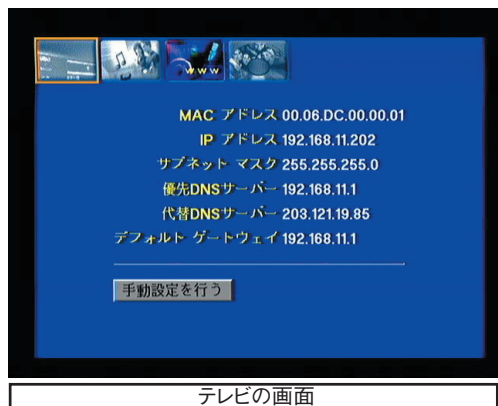 www
MAC アドレス 00.06.DC.00.00.01
IP アドレス 192.168.11.202
サブネット マスク 255.255.255.0
優先DNSサーバー 192.168.11.1
代替DNSサーバー 203.121.19.85
デフォルト ゲートウェイ 192.168.11.1
手動設定を行う
テレビの画面